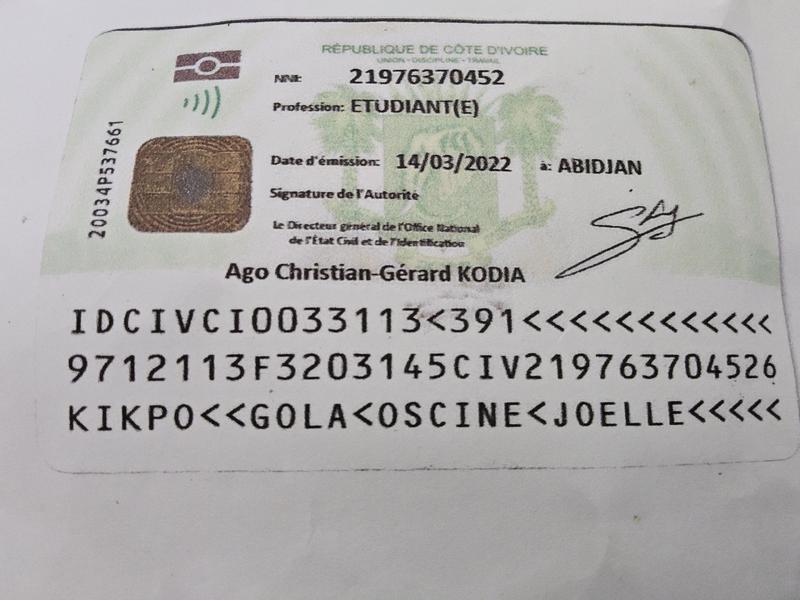 RÉPUBLIQUE DE CÔTE D'IVOIRE
UNION - DISCIPLINE - TRAVAIL
NNI: 21976370452
Profession: ETUDIANT(E)
Date d'émission: 14/03/2022 à: ABIDJAN
Signature de l'Autorité
Le Directeur général de l'Office National
de l'État Civil et de l'Identification
Ago Christian-Gérard KODIA
20034P537661
IDCIVCI0033113<391<<<<<<<<<<<<
9712113F3203145CIV219763704526
KIKPO<<GOLA<OSCINE<JOELLE<<<<<